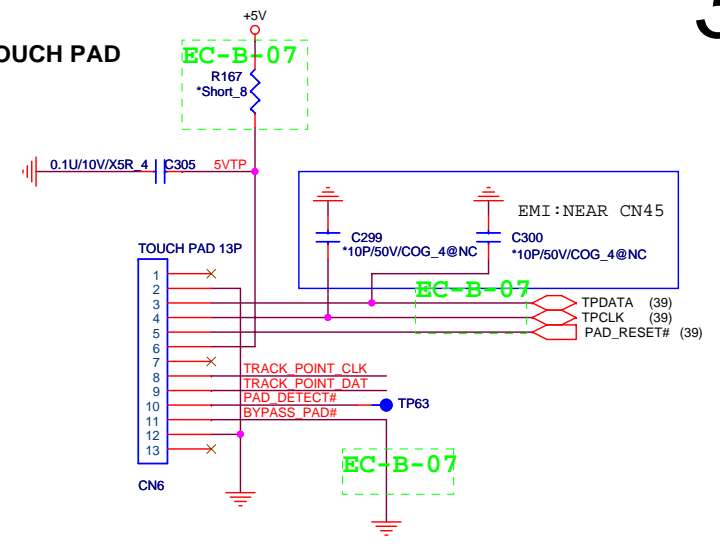 +5V
OUCH PAD
EC-B-07
R167
*Short_8
0.1U/10V/X5R_4
C305
5VTP
EMI:NEAR CN45
C299
*10P/50V/COG_4@NC
C300
*10P/50V/COG_4@NC
TOUCH PAD 13P
EC-B-07
1
2
3
4
5
6
7
8
9
10
11
12
13
TPDATA (39)
TPCLK (39)
PAD_RESET# (39)
TRACK_POINT_CLK
TRACK_POINT_DAT
PAD_DETECT#
TP63
BYPASS_PAD#
EC-B-07
CN6